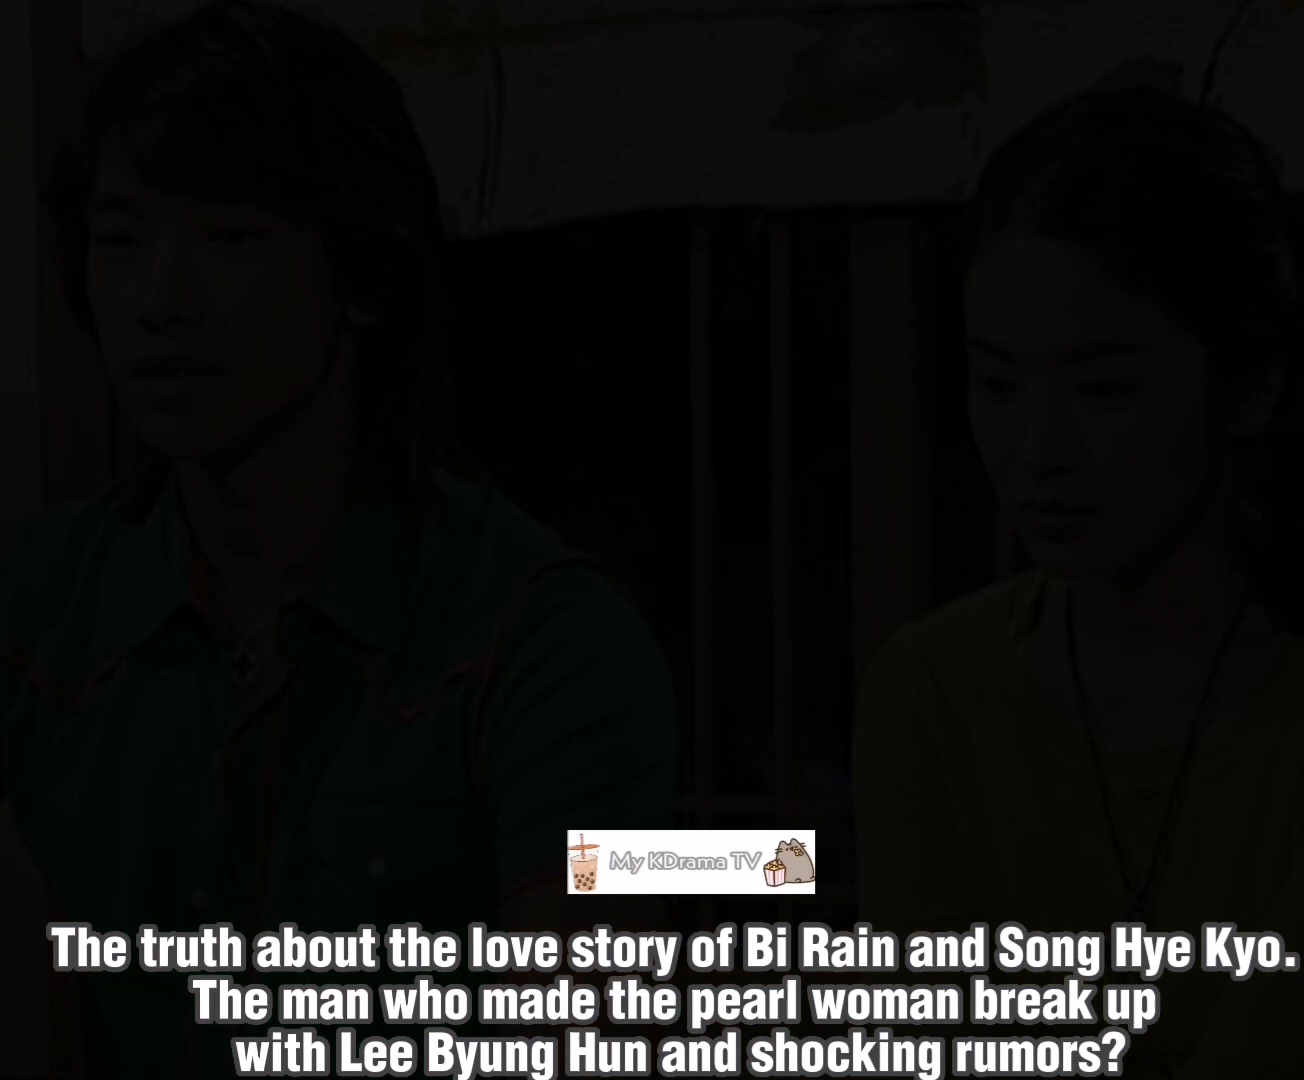 My KDrama TV
The truth about the love story of Bi Rain and Song Hye Kyo.
The man who made the pearl woman break up
with Lee Byung Hun and shocking rumors?